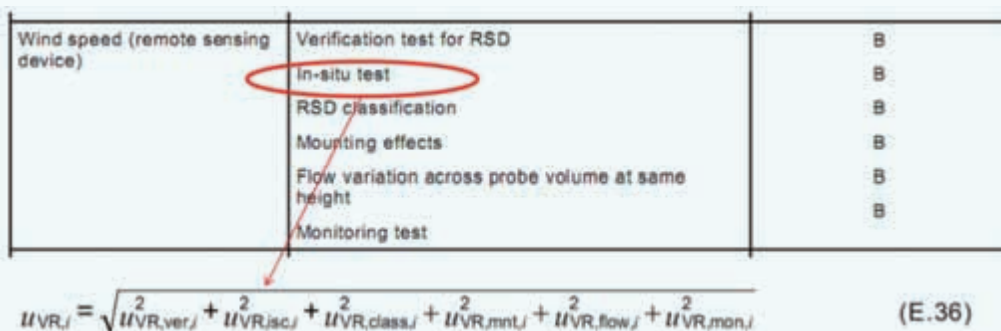 Wind speed (remote sensing device) Verification test for RSD B
In-situ test B
RSD classification B
Mounting effects B
Flow variation across probe volume at same height B
Monitoring test B
u_VR,i = √(u²_VR,ver,i + u²_VR,isc,i + u²_VR,class,i + u²_VR,mnt,i + u²_VR,flow,i + u²_VR,mon,i) (E.36)